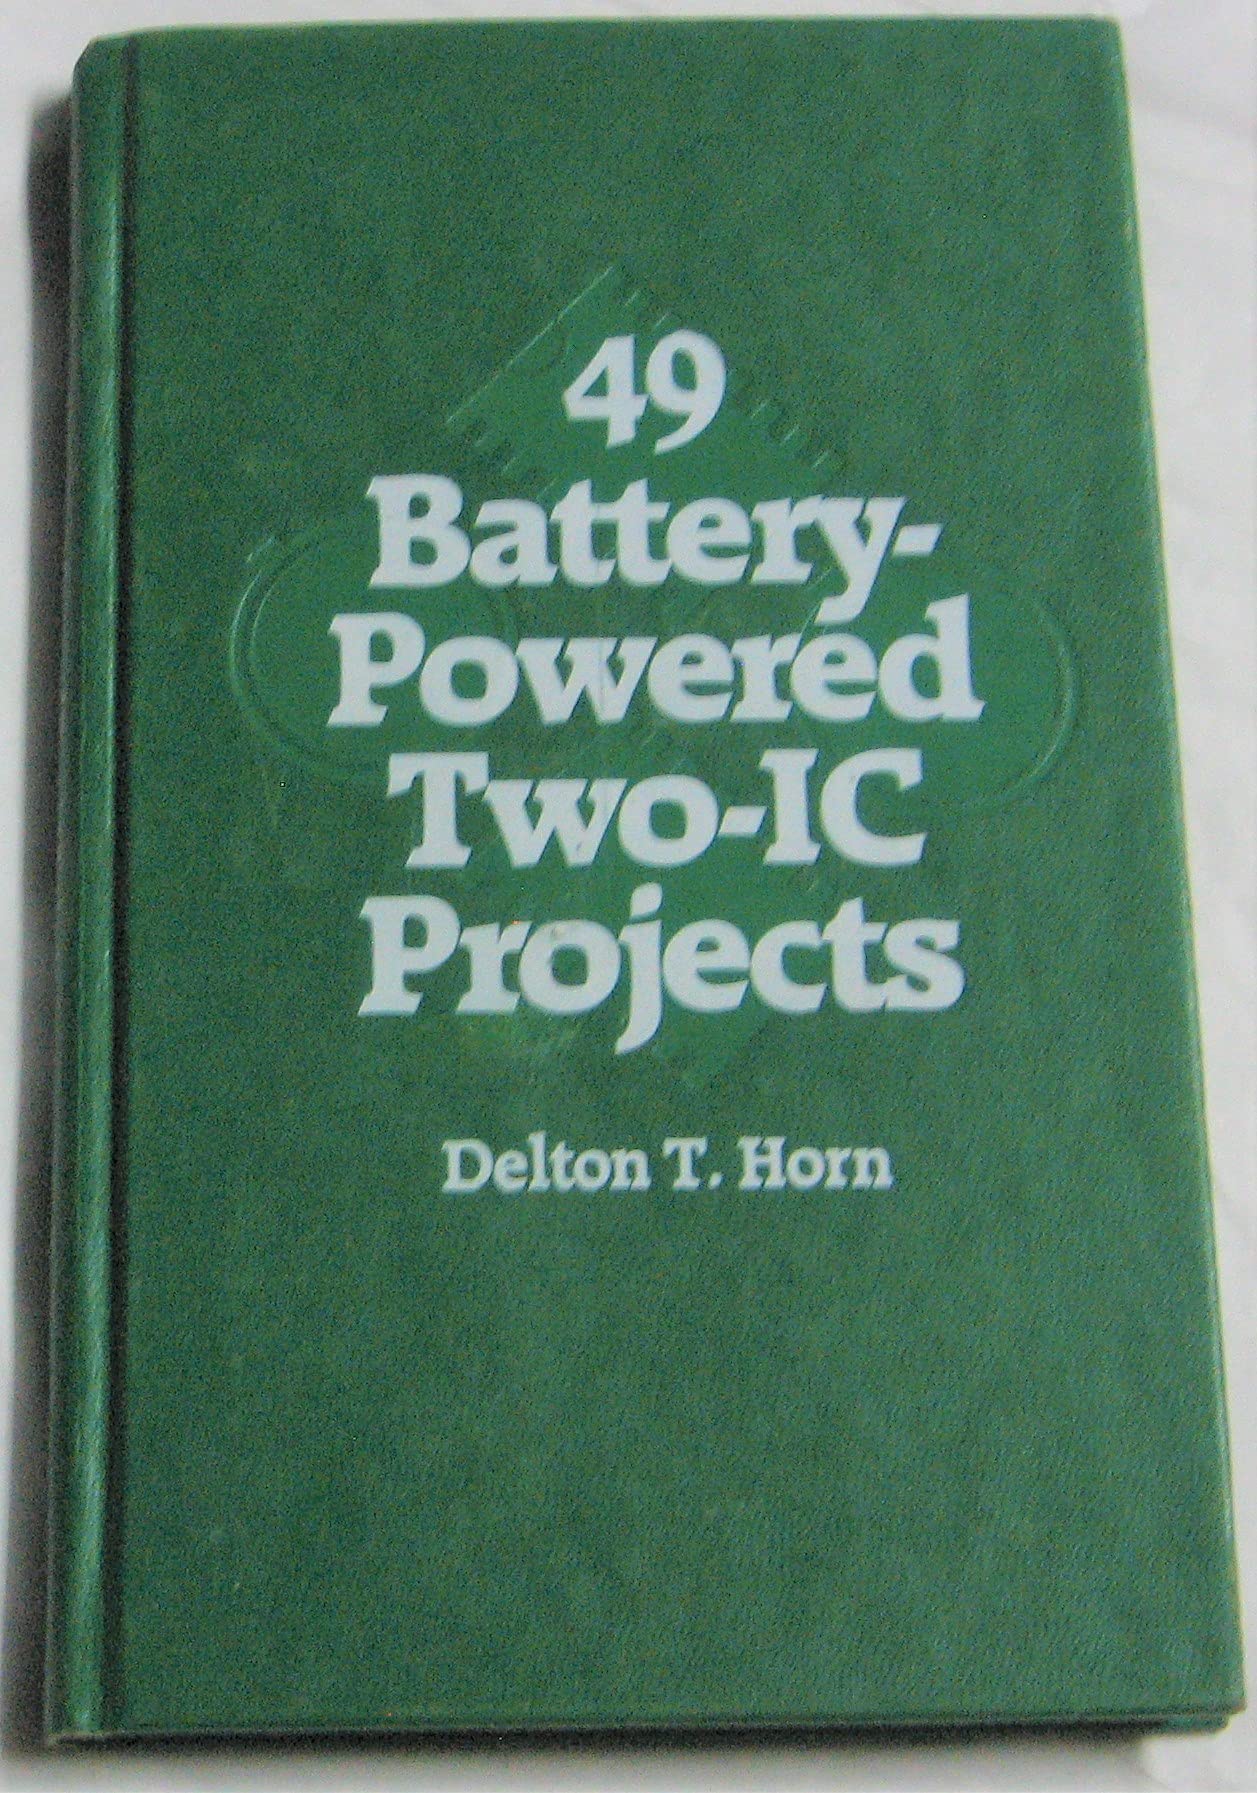 49
Battery-
Powered
Two-IC
Projects
Delton T. Horn